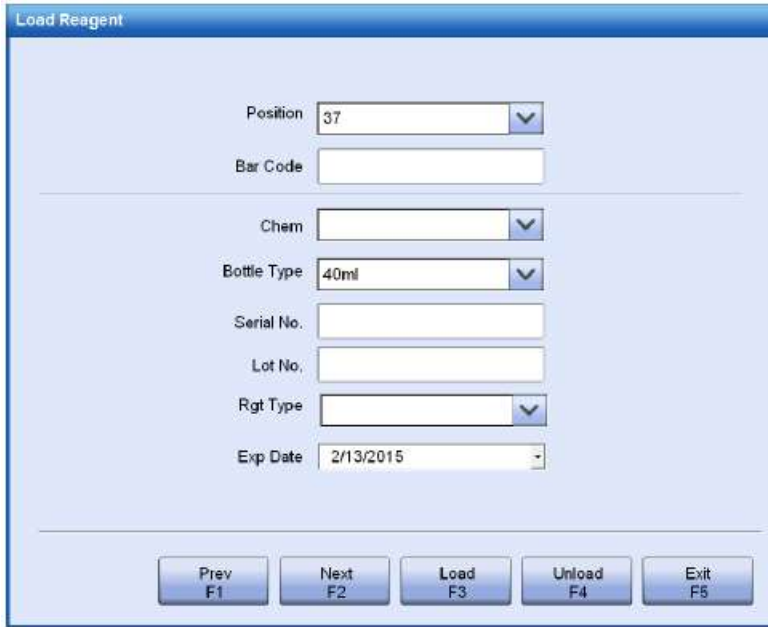 Load Reagent
Position 37
Bar Code
Chem
Bottle Type 40ml
Serial No.
Lot No.
Rgt Type
Exp Date 2/13/2015
Prev Next Load Unload Exit
F1 F2 F3 F4 F5